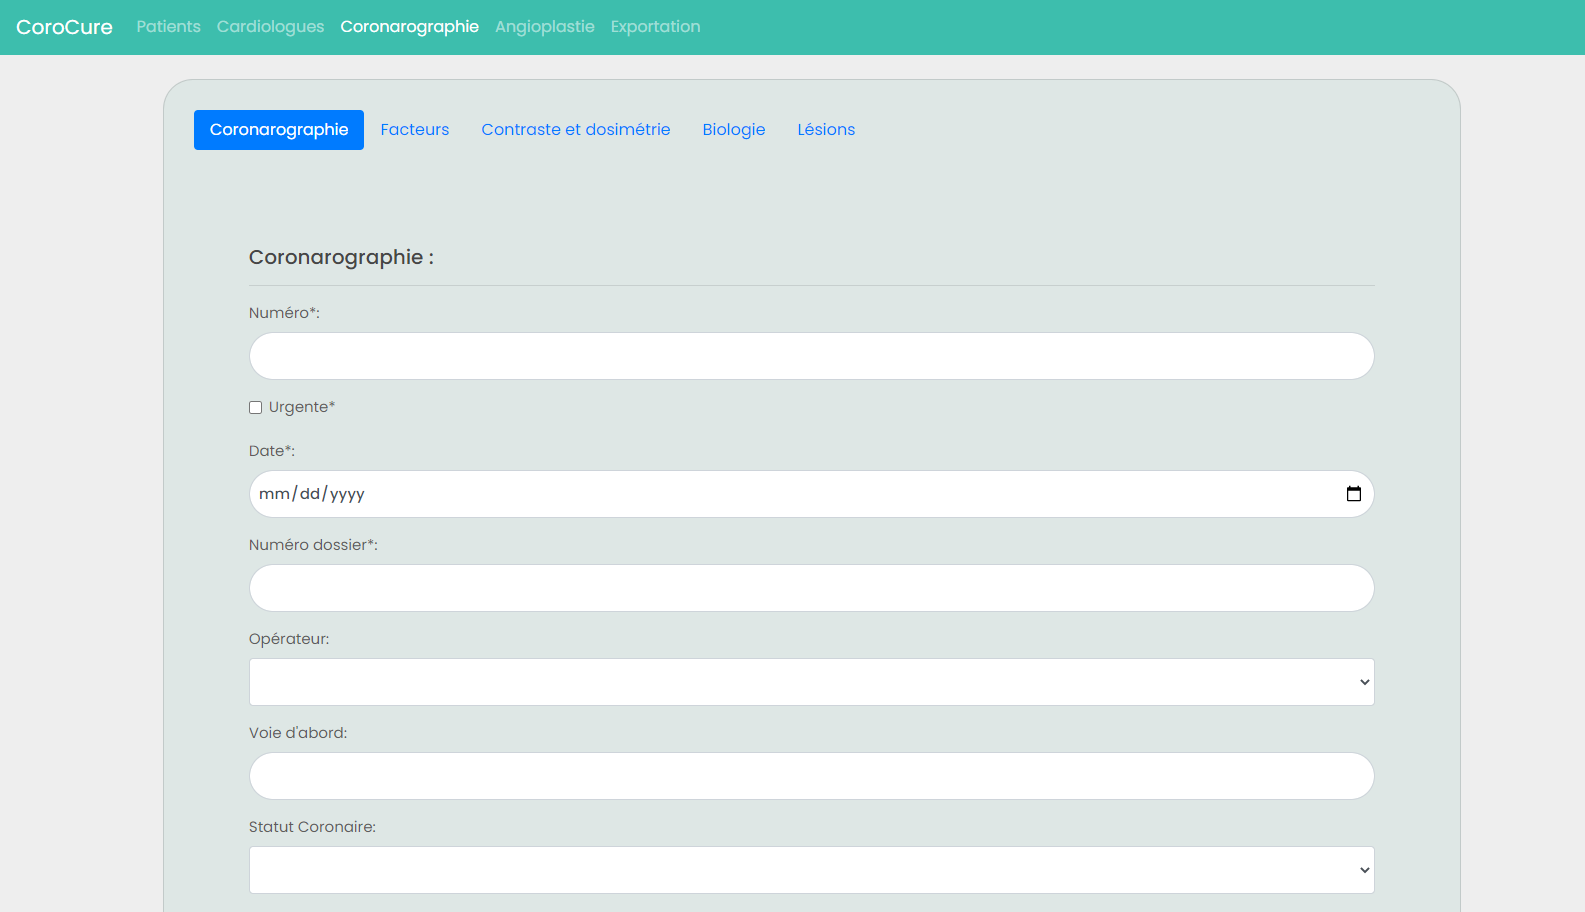 CoroCure Patients Cardiologues Coronarographie Angioplastie Exportation
Coronarographie Facteurs Contraste et dosimétrie Biologie Lésions
Coronarographie :
Numéro*:
Urgente*
Date*:
mm/dd/yyyy
Numéro dossier*:
Opérateur:
Voie d'abord:
Statut Coronaire: